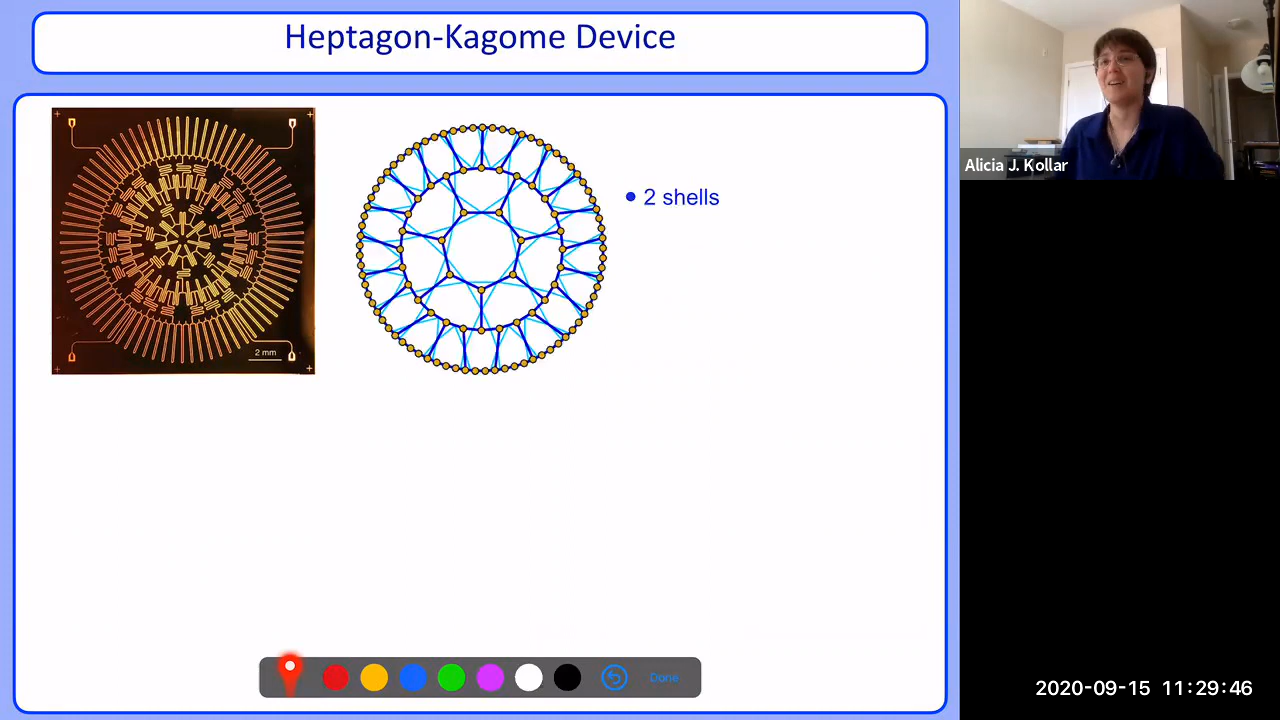 Heptagon-Kagome Device
2 mm
• 2 shells
Done
Alicia J. Kollar
2020-09-15 11:29:46